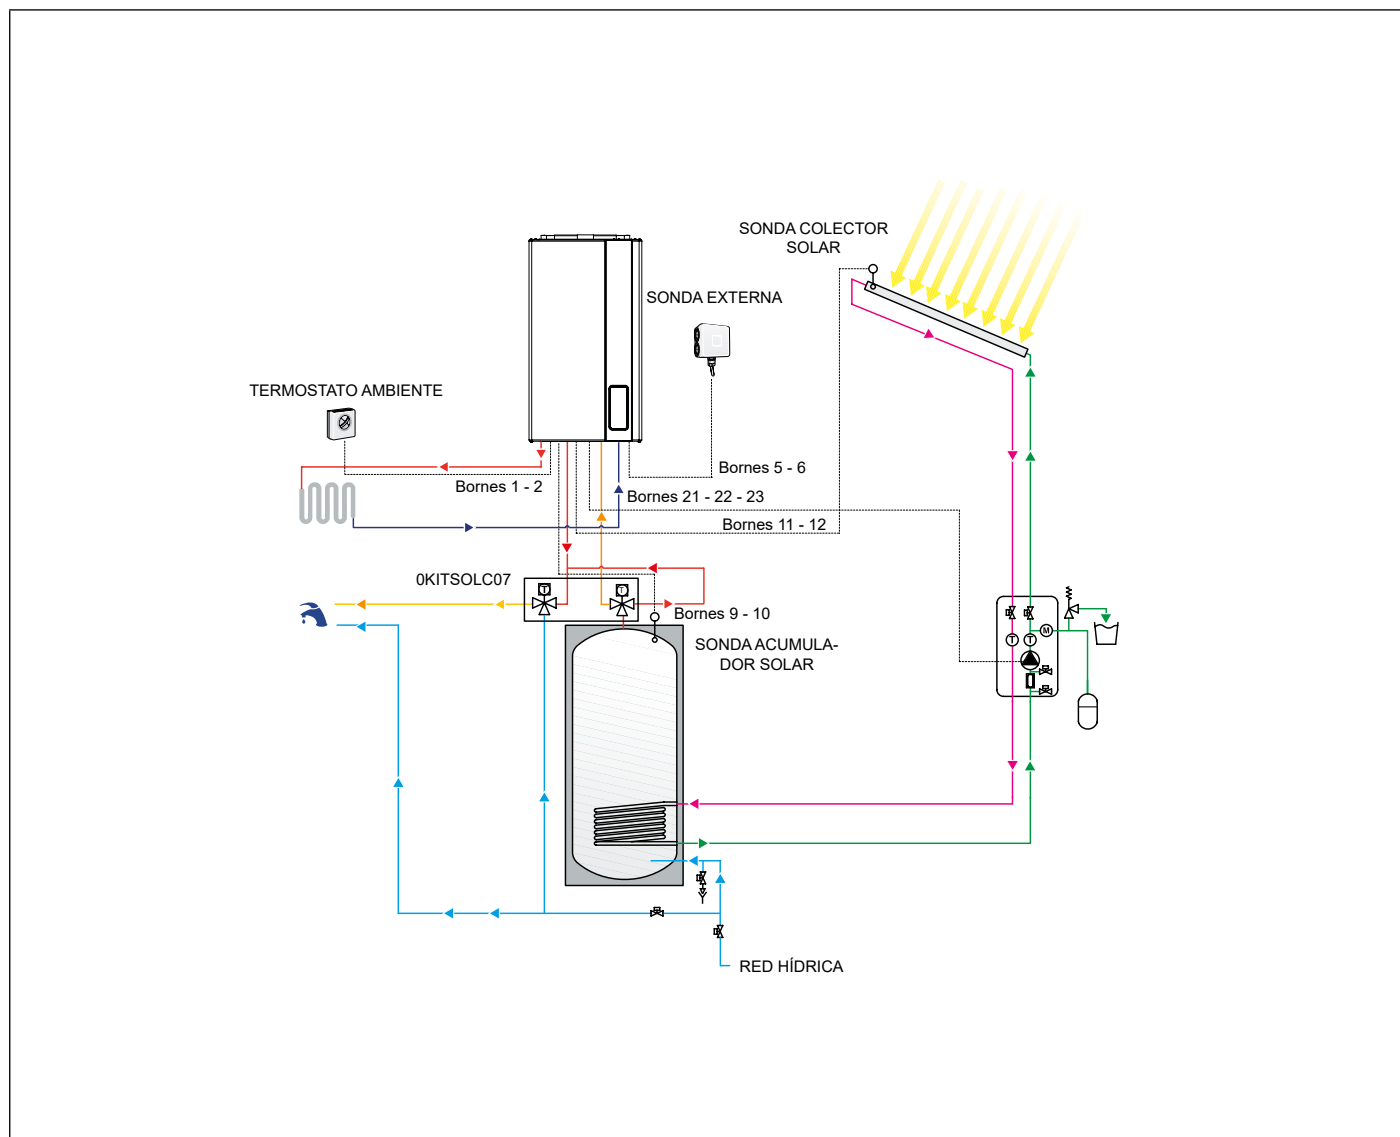 SONDA COLECTOR
SOLAR
SONDA EXTERNA
TERMOSTATO AMBIENTE
Bornes 5 - 6
Bornes 1 - 2
Bornes 21 - 22 - 23
Bornes 11 - 12
0KITSOLC07
T
T
Bornes 9 - 10
SONDA ACUMULA-
DOR SOLAR
M
T
T
RED HÍDRICA